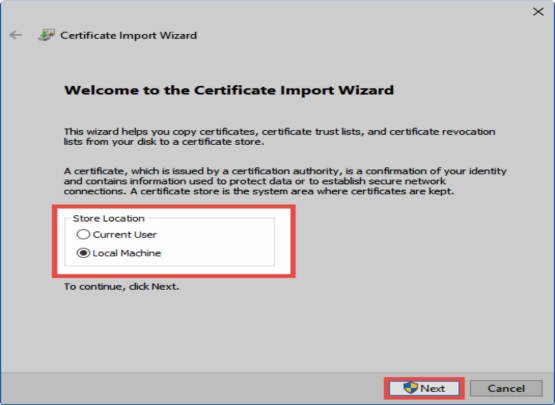 Certificate Import Wizard
Welcome to the Certificate Import Wizard
This wizard helps you copy certificates, certificate trust lists, and certificate revocation
lists from your disk to a certificate store.
A certificate, which is issued by a certification authority, is a confirmation of your identity
and contains information used to protect data or to establish secure network
connections. A certificate store is the system area where certificates are kept.
Store Location
Current User
Local Machine
To continue, click Next.
Next Cancel